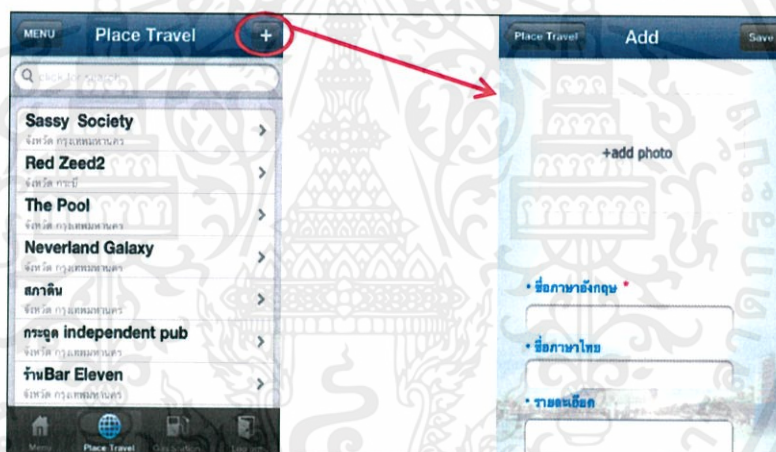 MENU
Place Travel
+
click for search
Sassy Society
จังหวัด กรุงเทพมหานคร
Red Zeed2
จังหวัด กระบี่
The Pool
จังหวัด กรุงเทพมหานคร
Neverland Galaxy
จังหวัด กรุงเทพมหานคร
สภาดิน
จังหวัด กรุงเทพมหานคร
กระจูด independent pub
จังหวัด กรุงเทพมหานคร
ร้านBar Eleven
จังหวัด กรุงเทพมหานคร
Menu
Place Travel
Gas Station
Place Travel
Add
Save
+add photo
• ชื่อภาษาอังกฤษ *
• ชื่อภาษาไทย
• รายละเอียด